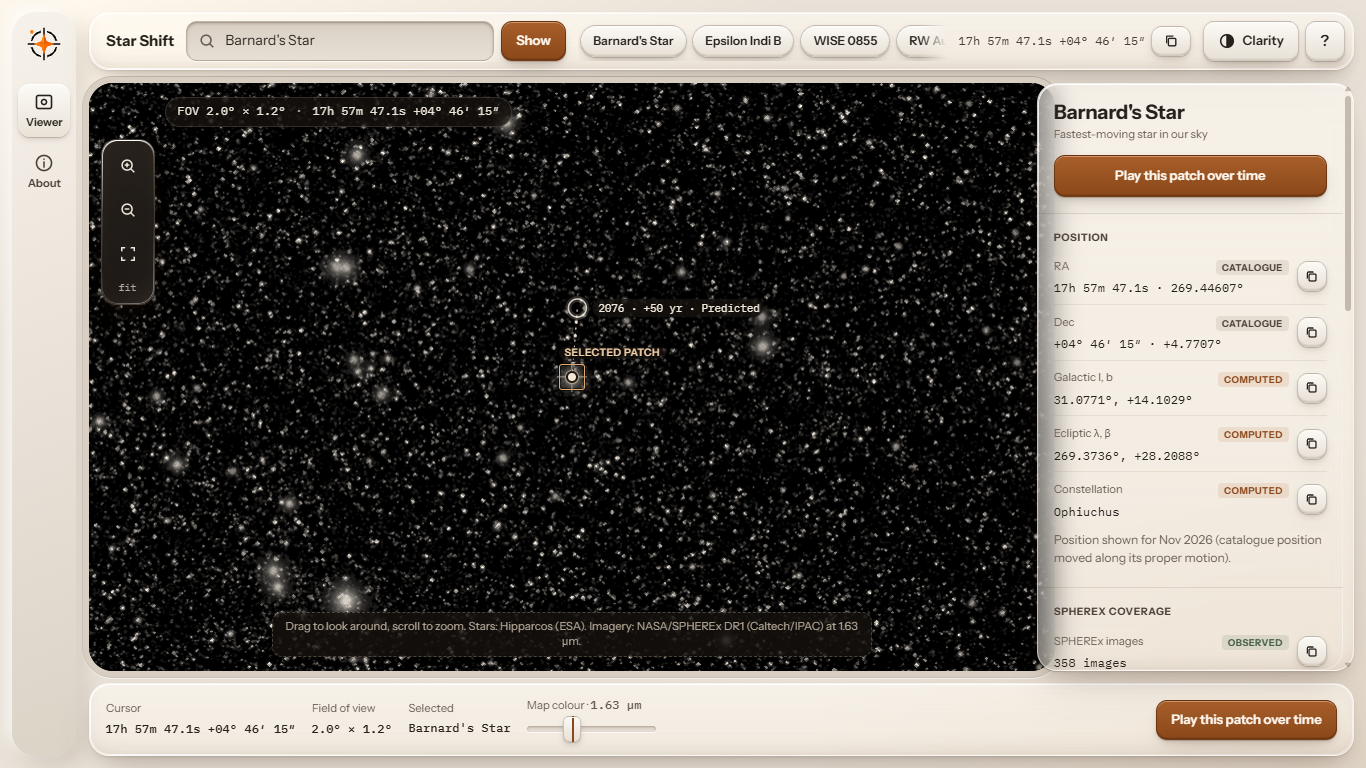 Star Shift
Barnard's Star
Show
Barnard's Star
Epsilon Indi B
WISE 0855
RW
17h 57m 47.1s +04° 46′ 15″
Clarity
?
Viewer
About
FOV 2.0° × 1.2° · 17h 57m 47.1s +04° 46′ 15″
fit
2076 · +50 yr · Predicted
SELECTED PATCH
Drag to look around, scroll to zoom. Stars: Hipparcos (ESA). Imagery: NASA/SPHEREx DR1 (Caltech/IPAC) at 1.63
µm.
Barnard's Star
Fastest-moving star in our sky
Play this patch over time
POSITION
RA
CATALOGUE
17h 57m 47.1s · 269.44607°
Dec
CATALOGUE
+04° 46′ 15″ · +4.7707°
Galactic l, b
COMPUTED
31.0771°, +14.1029°
Ecliptic λ, β
COMPUTED
269.3736°, +28.2088°
Constellation
COMPUTED
Ophiuchus
Position shown for Nov 2026 (catalogue position
moved along its proper motion).
SPHEREX COVERAGE
SPHEREx images
OBSERVED
358 images
Cursor
17h 57m 47.1s +04° 46′ 15″
Field of view
2.0° × 1.2°
Selected
Barnard's Star
Map colour · 1.63 µm
Play this patch over time